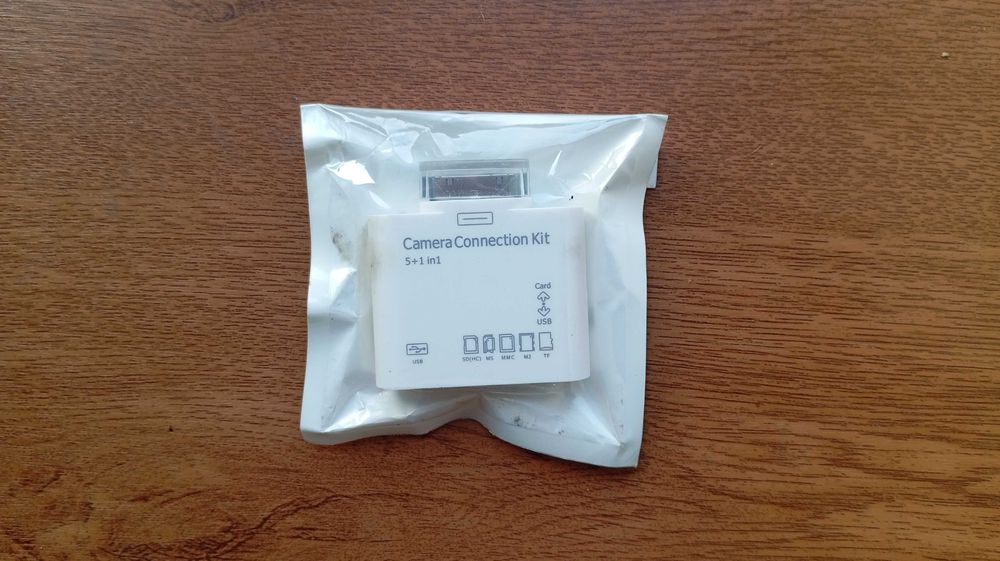 Camera Connection Kit
5+1 in1
Card
USB
USB
SD(HC) MS MMC M2 TF